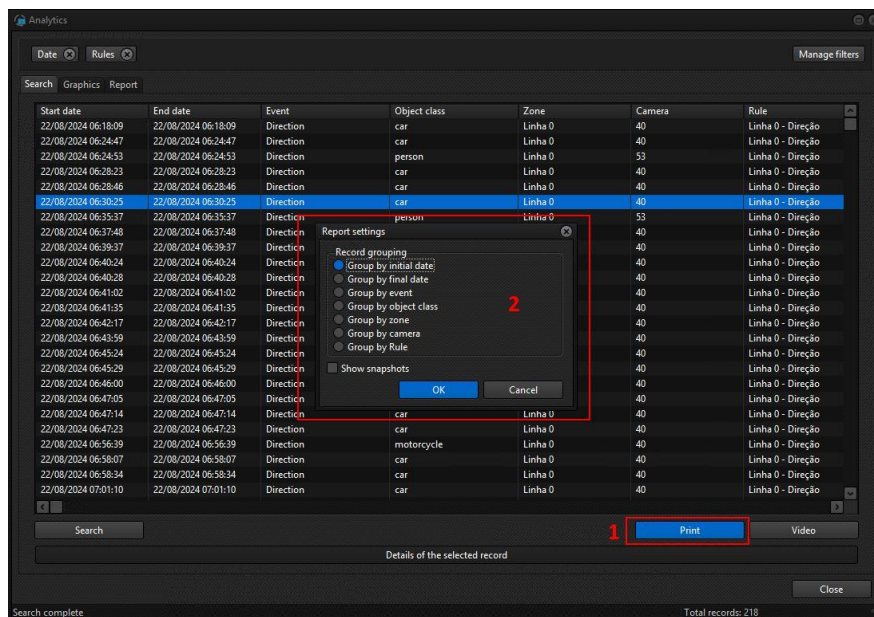 Analytics
Date Rules Manage filters
Search Graphics Report
Start date End date Event Object class Zone Camera Rule
22/08/2024 06:18:09 22/08/2024 06:18:09 Direction car Linha 0 40 Linha 0 - Direção
22/08/2024 06:24:47 22/08/2024 06:24:47 Direction car Linha 0 40 Linha 0 - Direção
22/08/2024 06:24:53 22/08/2024 06:24:53 Direction person Linha 0 53 Linha 0 - Direção
22/08/2024 06:28:23 22/08/2024 06:28:23 Direction car Linha 0 40 Linha 0 - Direção
22/08/2024 06:28:46 22/08/2024 06:28:46 Direction car Linha 0 40 Linha 0 - Direção
22/08/2024 06:30:25 22/08/2024 06:30:25 Direction car Linha 0 40 Linha 0 - Direção
22/08/2024 06:35:37 22/08/2024 06:35:37 Direction person Linha 0 53 Linha 0 - Direção
22/08/2024 06:37:48 22/08/2024 06:37:48 Direction 40 Linha 0 - Direção
22/08/2024 06:39:37 22/08/2024 06:39:37 Direction 40 Linha 0 - Direção
22/08/2024 06:40:24 22/08/2024 06:40:24 Direction 40 Linha 0 - Direção
22/08/2024 06:40:28 22/08/2024 06:40:28 Direction 40 Linha 0 - Direção
22/08/2024 06:41:02 22/08/2024 06:41:02 Direction 40 Linha 0 - Direção
22/08/2024 06:41:35 22/08/2024 06:41:35 Direction 40 Linha 0 - Direção
22/08/2024 06:42:17 22/08/2024 06:42:17 Direction 40 Linha 0 - Direção
22/08/2024 06:43:59 22/08/2024 06:43:59 Direction 40 Linha 0 - Direção
22/08/2024 06:45:24 22/08/2024 06:45:24 Direction 40 Linha 0 - Direção
22/08/2024 06:45:29 22/08/2024 06:45:29 Direction 40 Linha 0 - Direção
22/08/2024 06:46:00 22/08/2024 06:46:00 Direction 40 Linha 0 - Direção
22/08/2024 06:47:05 22/08/2024 06:47:05 Direction 40 Linha 0 - Direção
22/08/2024 06:47:14 22/08/2024 06:47:14 Direction car Linha 0 40 Linha 0 - Direção
22/08/2024 06:47:23 22/08/2024 06:47:23 Direction car Linha 0 40 Linha 0 - Direção
22/08/2024 06:56:39 22/08/2024 06:56:39 Direction motorcycle Linha 0 40 Linha 0 - Direção
22/08/2024 06:58:07 22/08/2024 06:58:07 Direction car Linha 0 40 Linha 0 - Direção
22/08/2024 06:58:34 22/08/2024 06:58:34 Direction car Linha 0 40 Linha 0 - Direção
22/08/2024 07:01:10 22/08/2024 07:01:10 Direction car Linha 0 40 Linha 0 - Direção
Report settings
Record grouping
Group by initial date
Group by final date
Group by event
Group by object class
Group by zone
Group by camera
Group by Rule
2
Show snapshots
OK Cancel
Search 1 Print Video
Details of the selected record
Close
Search complete Total records: 218